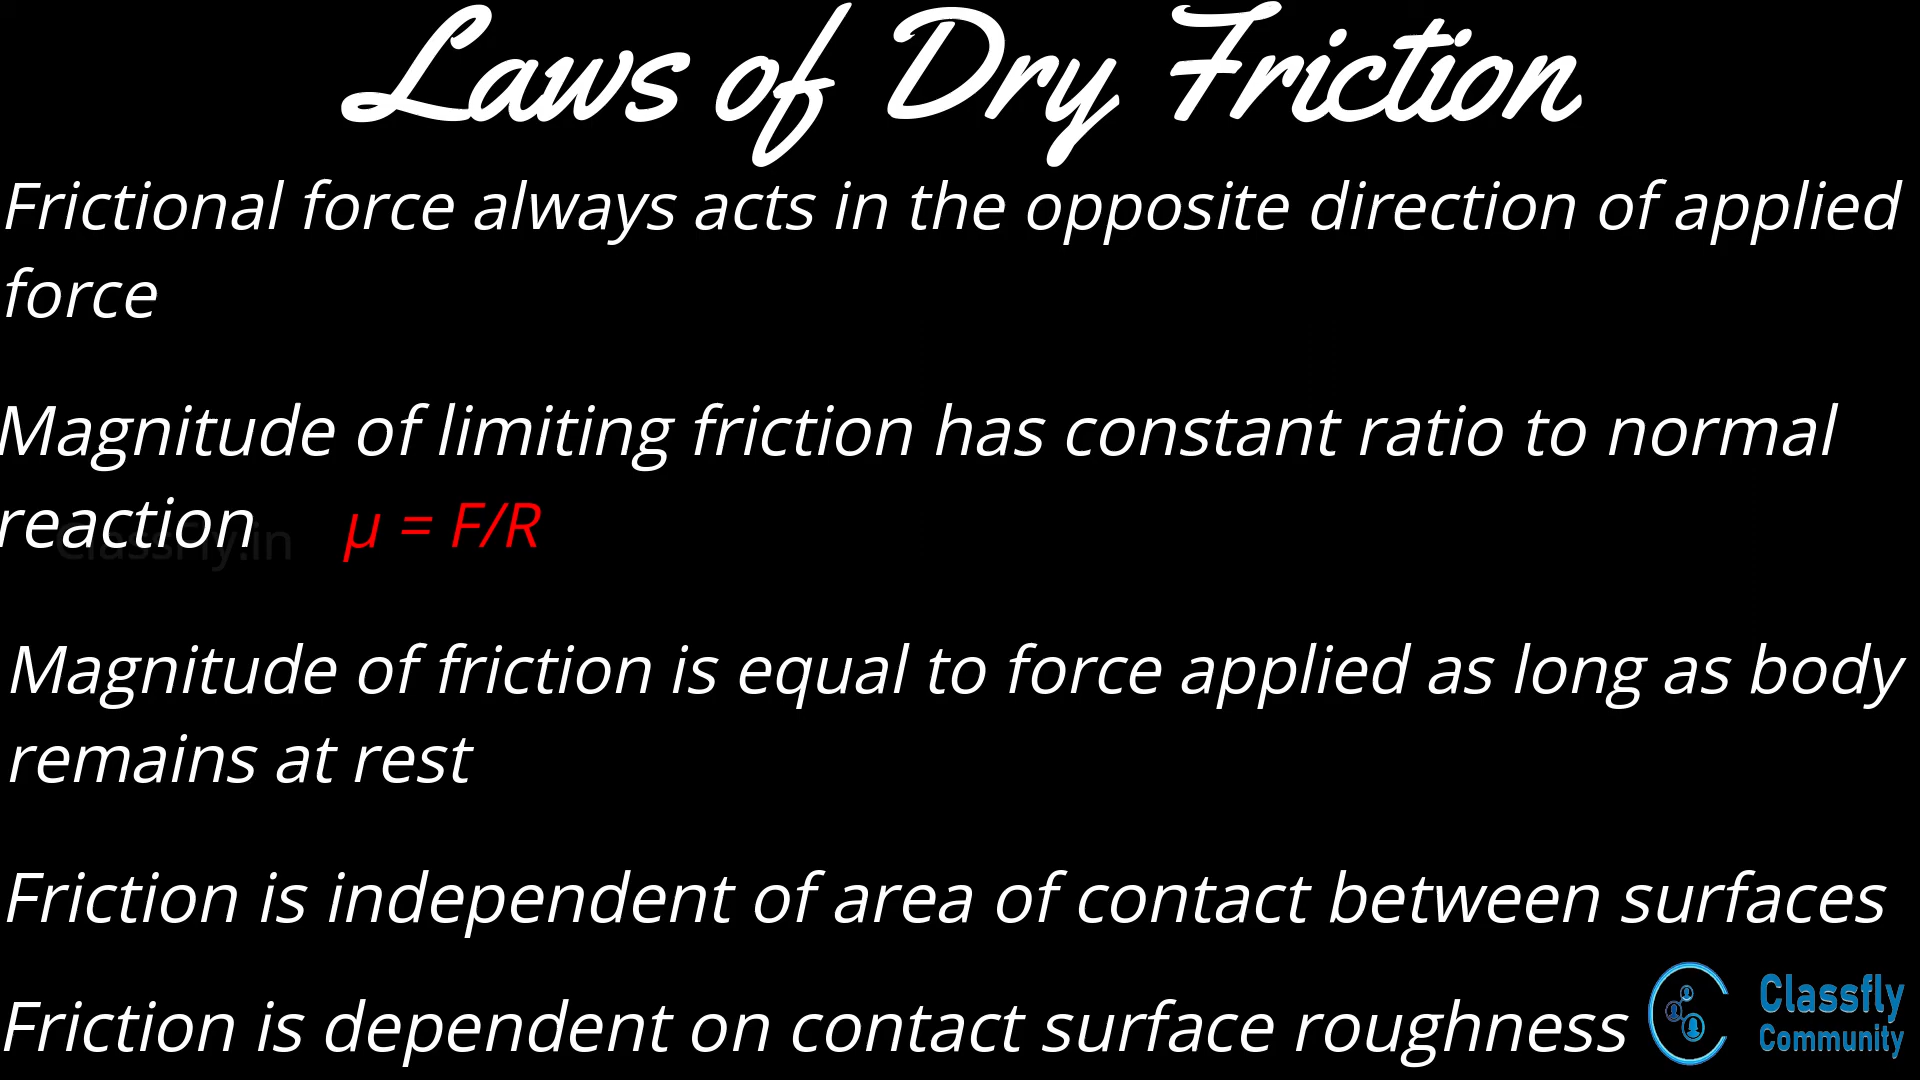 Laws of Dry Friction
Frictional force always acts in the opposite direction of applied
force
Magnitude of limiting friction has constant ratio to normal
reaction μ = F/R
ClassFly.in
Magnitude of friction is equal to force applied as long as body
remains at rest
Friction is independent of area of contact between surfaces
Friction is dependent on contact surface roughness
Classfly
Community